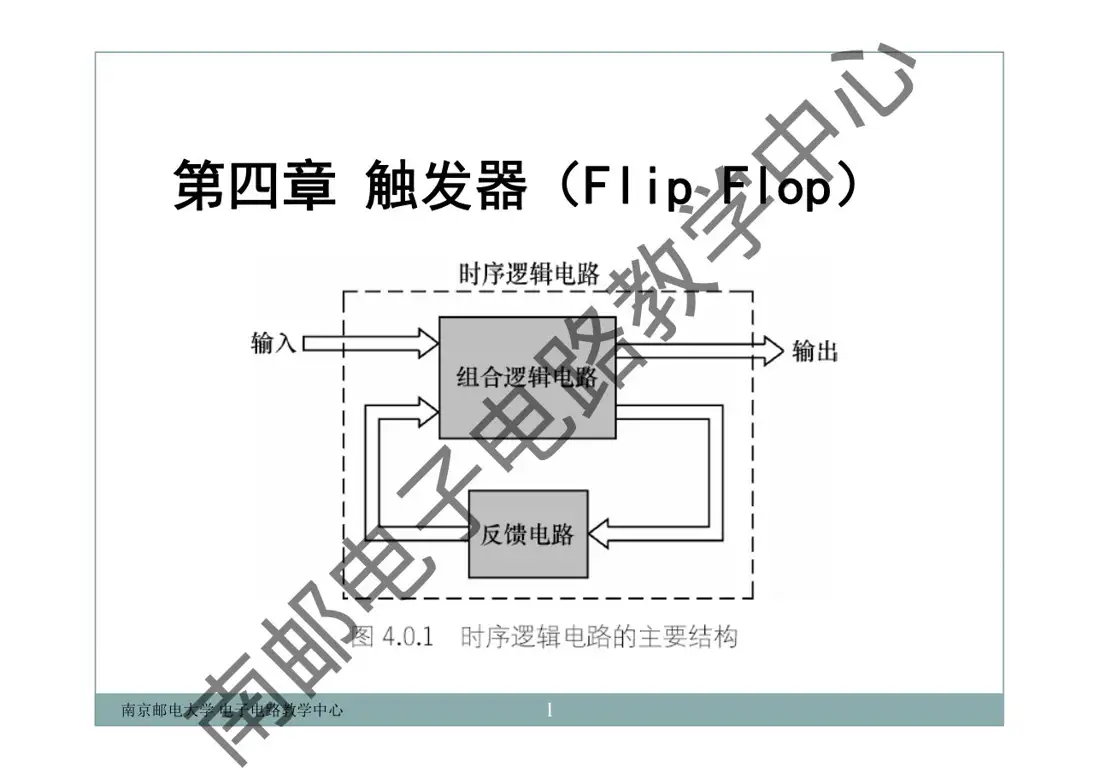 第四章 触发器（Flip Flop）
时序逻辑电路
输入
组合逻辑电路
输出
反馈电路
图 4.0.1 时序逻辑电路的主要结构
南京邮电大学 电子电路教学中心
1
南邮电子电路教学中心